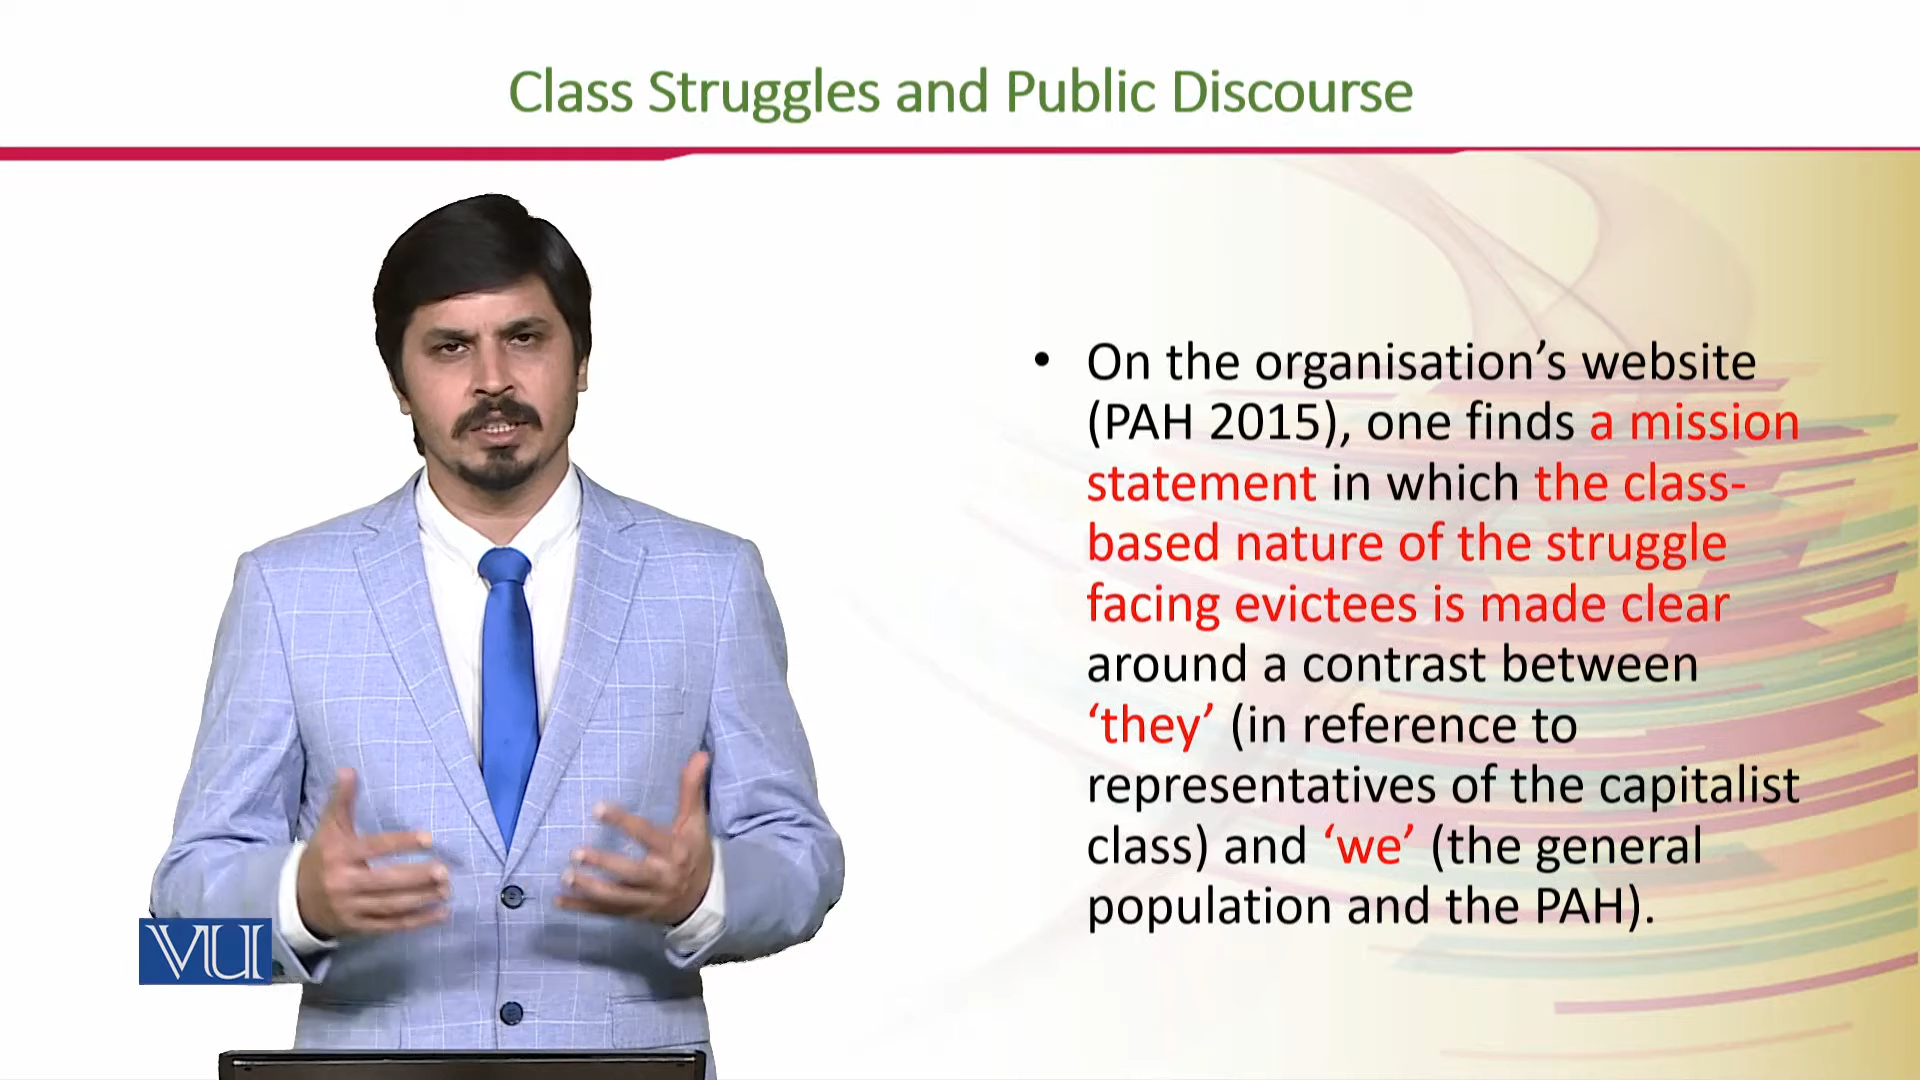 Class Struggles and Public Discourse
• On the organisation’s website
(PAH 2015), one finds a mission
statement in which the class-
based nature of the struggle
facing evictees is made clear
around a contrast between
‘they’ (in reference to
representatives of the capitalist
class) and ‘we’ (the general
population and the PAH).
VU